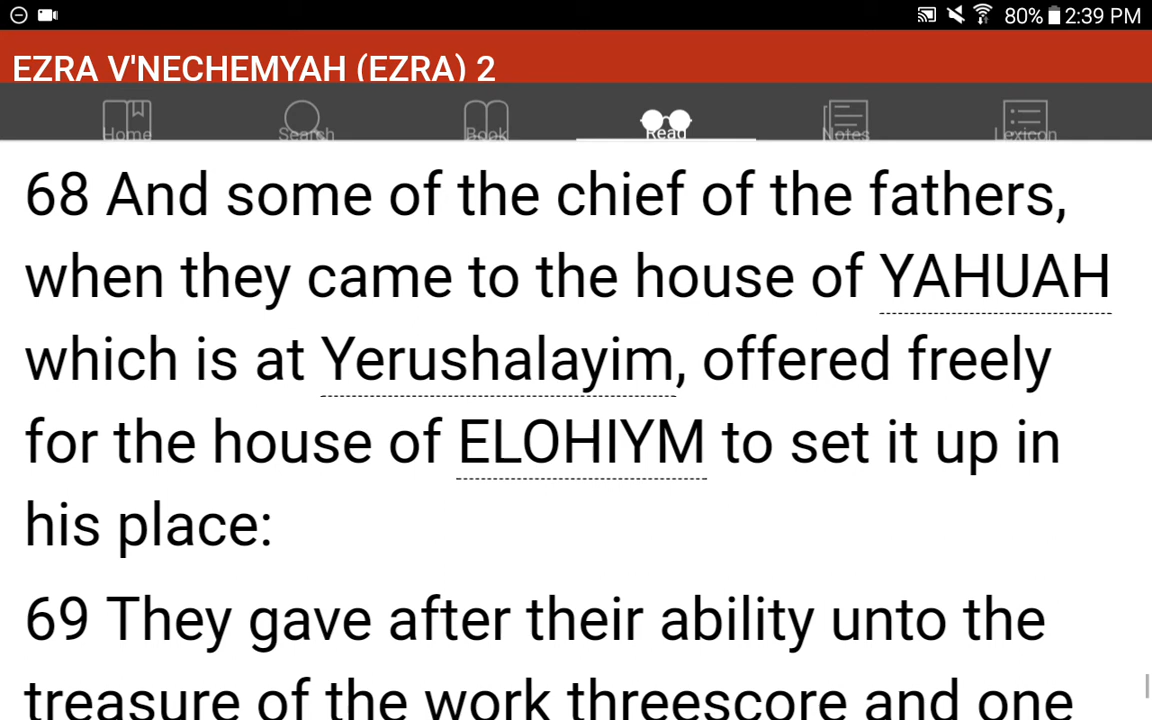 80% 2:39 PM
EZRA V'NECHEMYAH (EZRA) 2
Home Search Book Read Notes Lexicon
68 And some of the chief of the fathers,
when they came to the house of YAHUAH
which is at Yerushalayim, offered freely
for the house of ELOHIYM to set it up in
his place:
69 They gave after their ability unto the
treasure of the work threescore and one